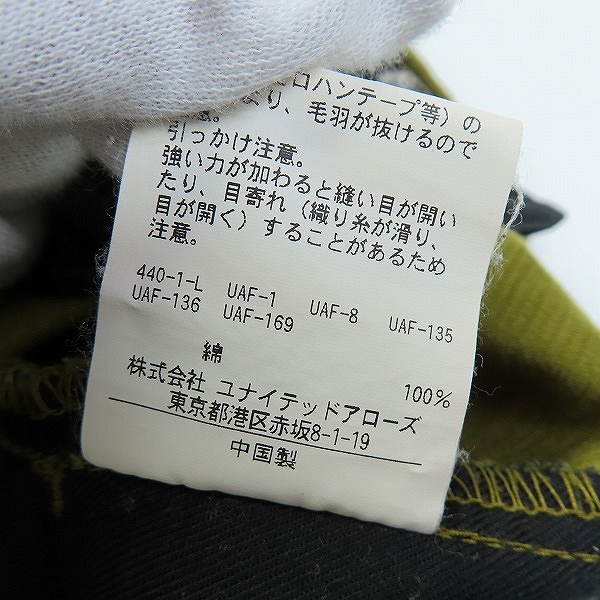 ロハンテープ等）の
より、毛羽が抜けるので
引っかけ注意。
強い力が加わると縫い目が開い
たり、目寄れ（織り糸が滑り、
目が開く）することがあるため
注意。
440-1-L UAF-1 UAF-8 UAF-135
UAF-136 UAF-169
綿 100%
株式会社 ユナイテッドアローズ
東京都港区赤坂8-1-19
中国製